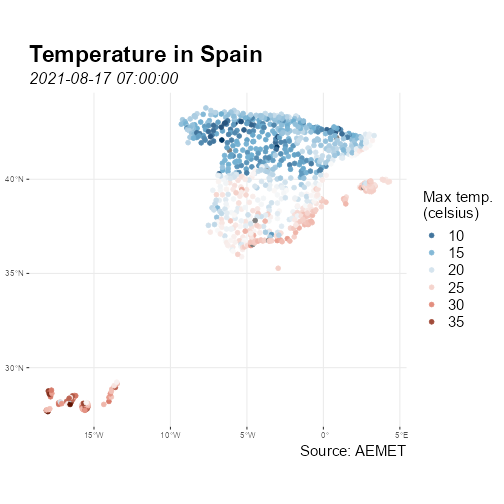 Temperature in Spain
2021-08-17 07:00:00
40°N
35°N
30°N
15°W
10°W
5°W
0°
5°E
Max temp.
(celsius)
10
15
20
25
30
35
Source: AEMET